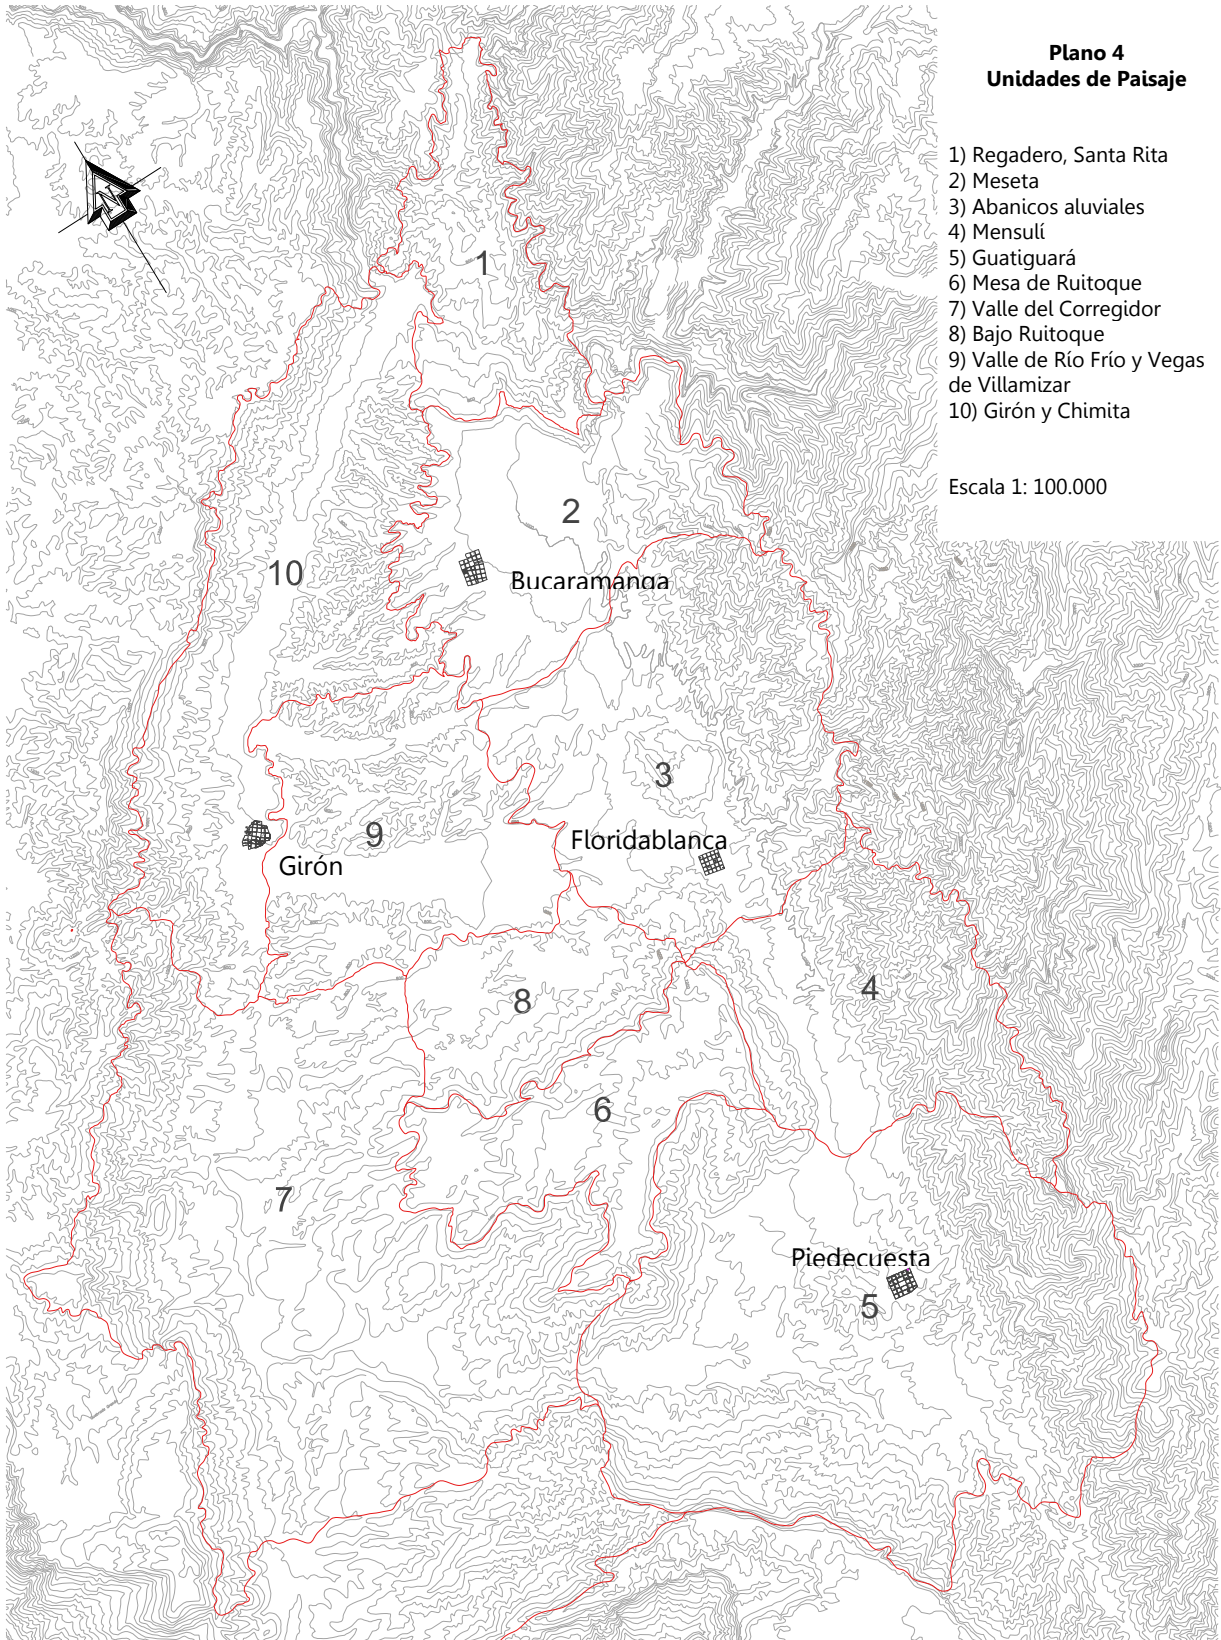 Plano 4
Unidades de Paisaje
1) Regadero, Santa Rita
2) Meseta
3) Abanicos aluviales
4) Mensulí
5) Guatiguará
6) Mesa de Ruitoque
7) Valle del Corregidor
8) Bajo Ruitoque
9) Valle de Río Frío y Vegas
de Villamizar
10) Girón y Chimita
Escala 1: 100.000
N
1
2
Bucaramanga
10
3
Floridablanca
9
Girón
4
8
6
7
Piedecuesta
5